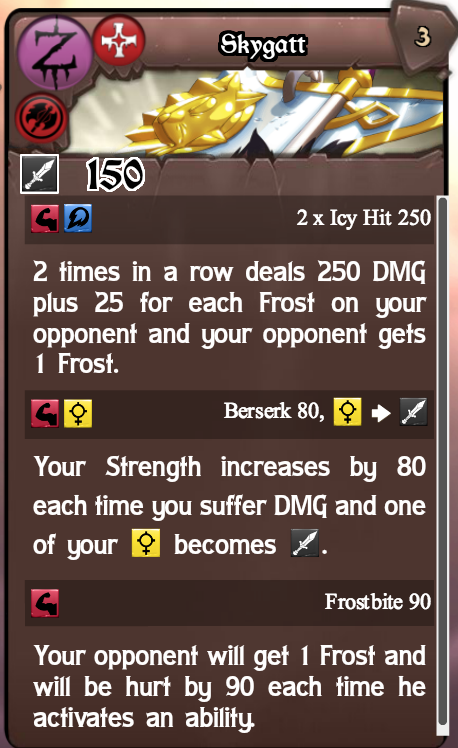 Z
Skygatt
3
150
2 x Icy Hit 250
2 times in a row deals 250 DMG
plus 25 for each Frost on your
opponent and your opponent gets
1 Frost.
Berserk 80,
Your Strength increases by 80
each time you suffer DMG and one
of your ♀ becomes .
Frostbite 90
Your opponent will get 1 Frost and
will be hurt by 90 each time he
activates an ability.